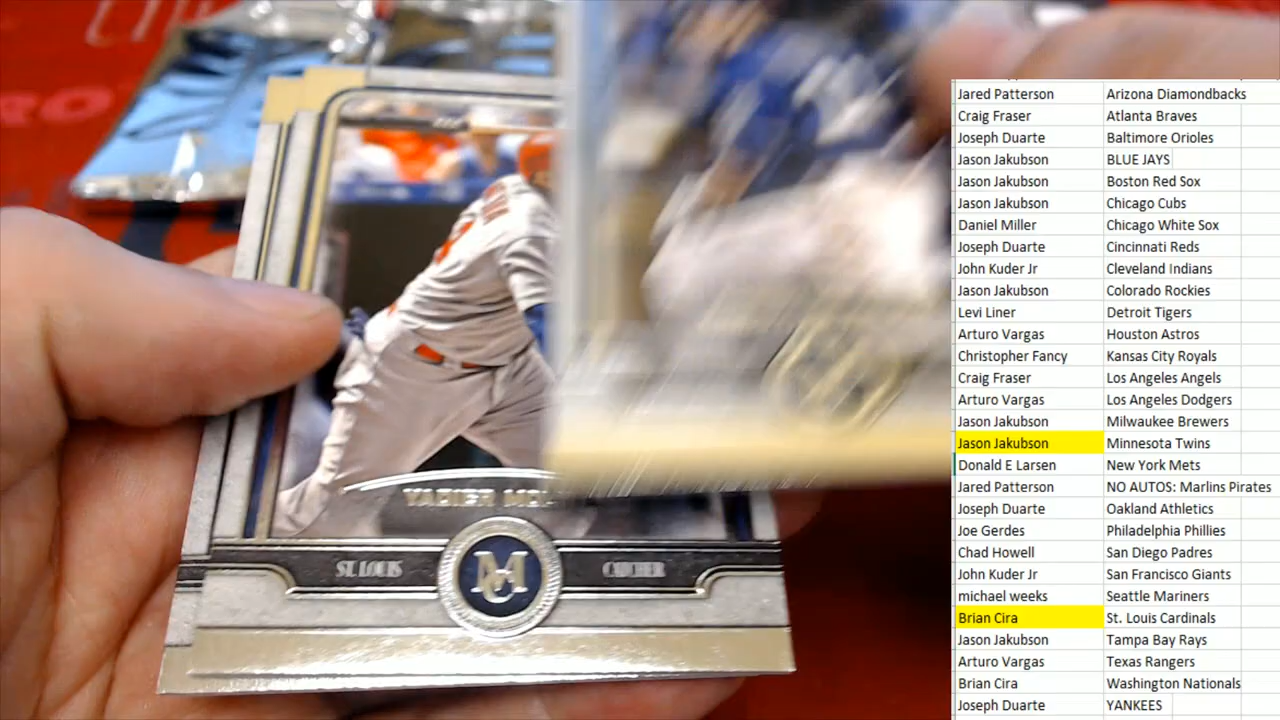 YADIER
ST. LOUIS
CATCHER
Jared Patterson Arizona Diamondbacks
Craig Fraser Atlanta Braves
Joseph Duarte Baltimore Orioles
Jason Jakubson BLUE JAYS
Jason Jakubson Boston Red Sox
Jason Jakubson Chicago Cubs
Daniel Miller Chicago White Sox
Joseph Duarte Cincinnati Reds
John Kuder Jr Cleveland Indians
Jason Jakubson Colorado Rockies
Levi Liner Detroit Tigers
Arturo Vargas Houston Astros
Christopher Fancy Kansas City Royals
Craig Fraser Los Angeles Angels
Arturo Vargas Los Angeles Dodgers
Jason Jakubson Milwaukee Brewers
Jason Jakubson Minnesota Twins
Donald E Larsen New York Mets
Jared Patterson NO AUTOS: Marlins Pirates
Joseph Duarte Oakland Athletics
Joe Gerdes Philadelphia Phillies
Chad Howell San Diego Padres
John Kuder Jr San Francisco Giants
michael weeks Seattle Mariners
Brian Cira St. Louis Cardinals
Jason Jakubson Tampa Bay Rays
Arturo Vargas Texas Rangers
Brian Cira Washington Nationals
Joseph Duarte YANKEES